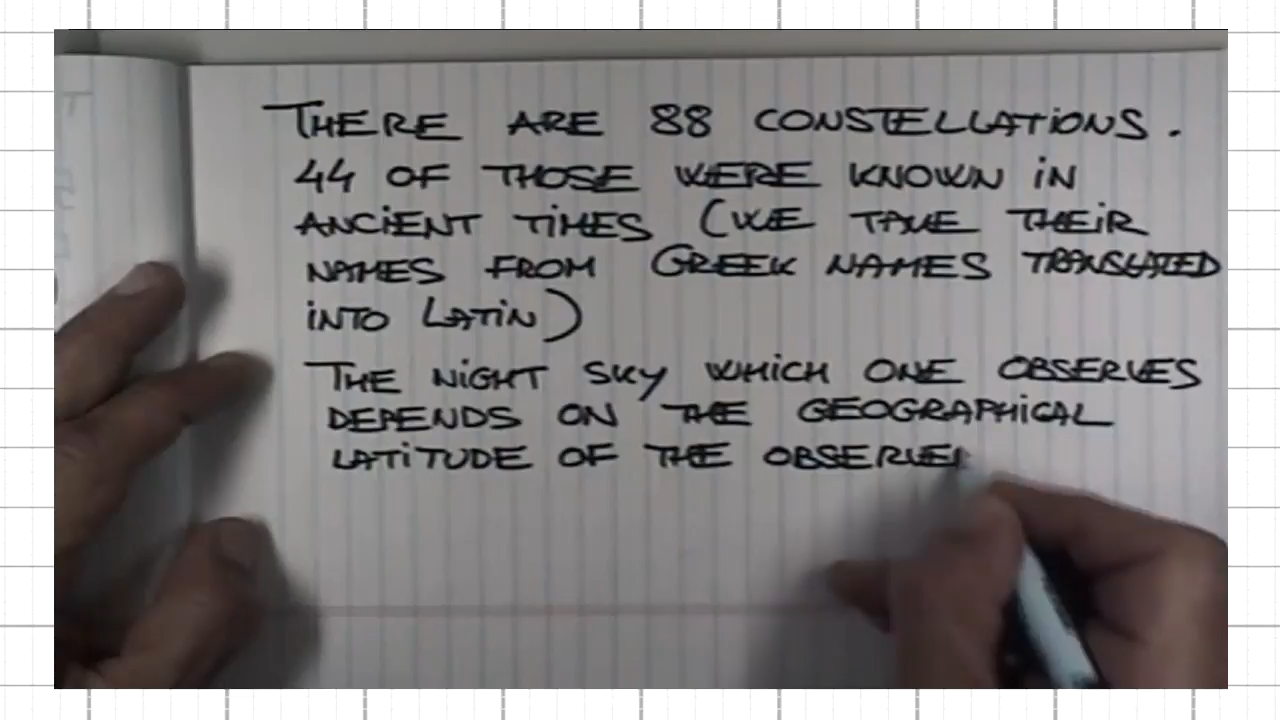 THERE ARE 88 CONSTELLATIONS.
44 OF THOSE WERE KNOWN IN
ANCIENT TIMES (WE TAKE THEIR
NAMES FROM GREEK NAMES TRANSLATED
INTO LATIN)
THE NIGHT SKY WHICH ONE OBSERVES
DEPENDS ON THE GEOGRAPHICAL
LATITUDE OF THE OBSERVER